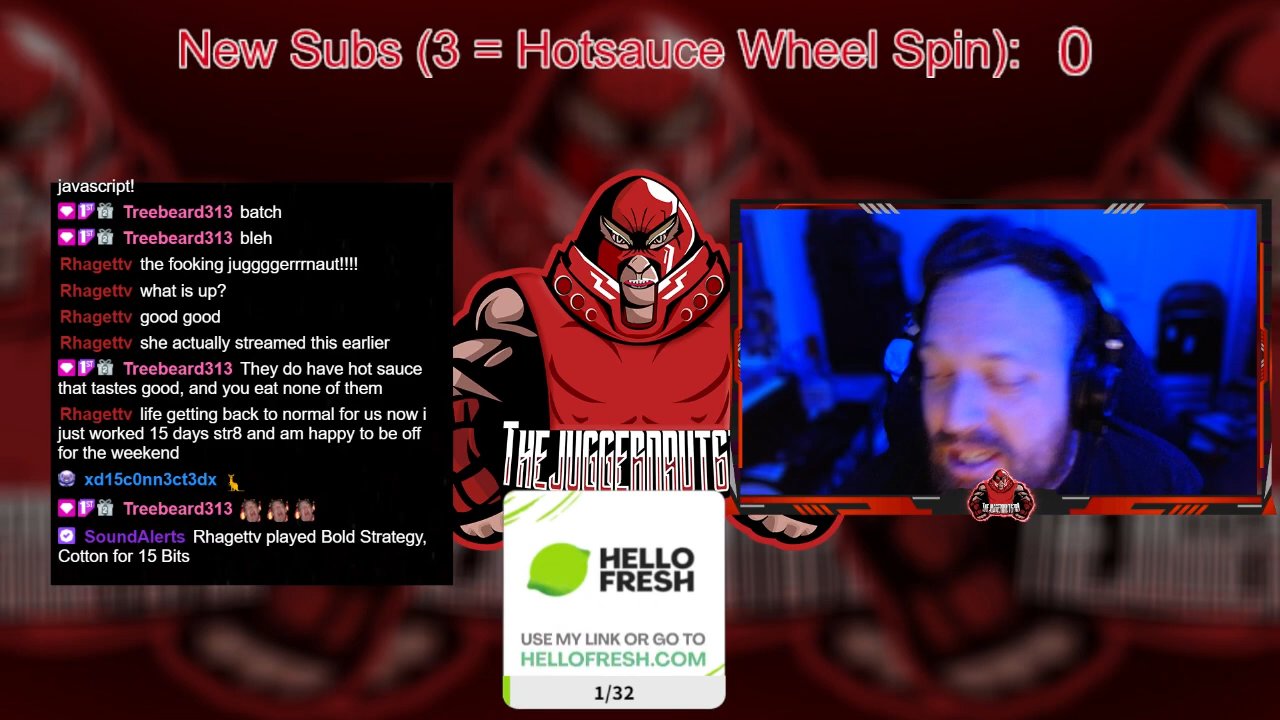 New Subs (3 = Hotsauce Wheel Spin): 0
javascript!
Treebeard313 batch
Treebeard313 bleh
Rhagettv the fooking juggggerrrnaut!!!!
Rhagettv what is up?
Rhagettv good good
Rhagettv she actually streamed this earlier
Treebeard313 They do have hot sauce
that tastes good, and you eat none of them
Rhagettv life getting back to normal for us now i
just worked 15 days str8 and am happy to be off
for the weekend
xd15c0nn3ct3dx
Treebeard313
SoundAlerts Rhagettv played Bold Strategy,
Cotton for 15 Bits
HELLO
FRESH
USE MY LINK OR GO TO
HELLOFRESH.COM
1/32